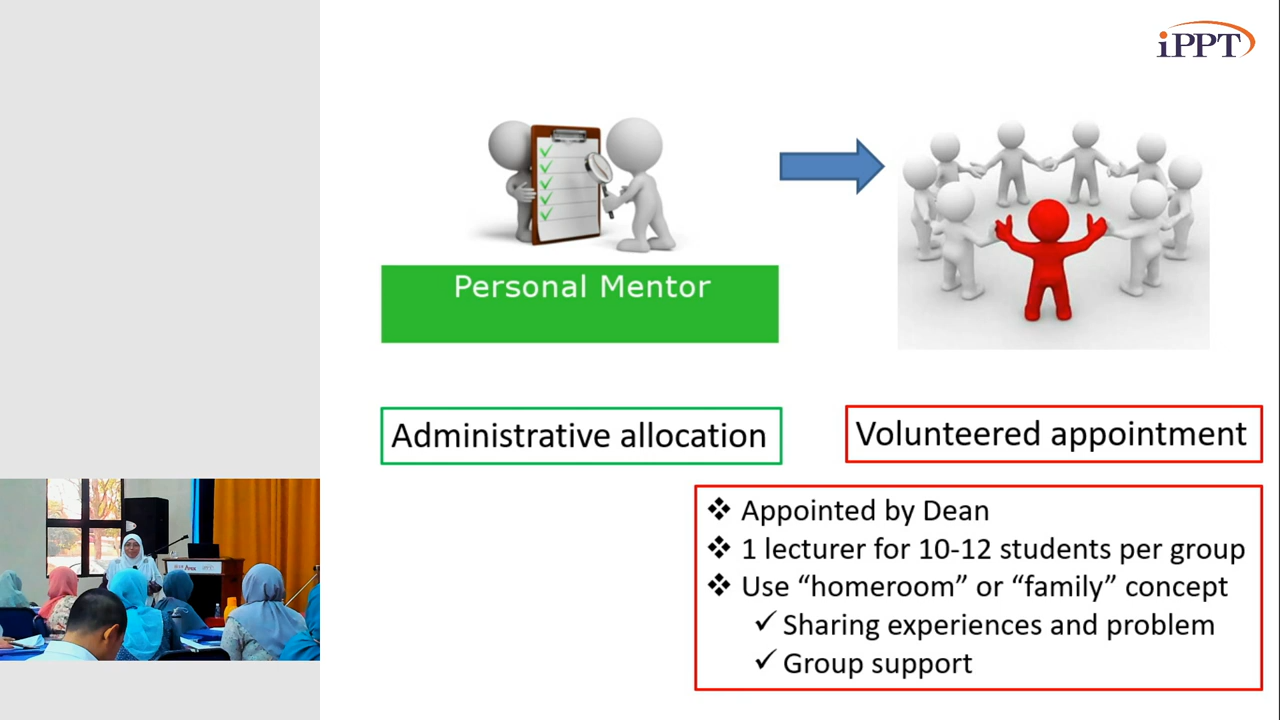 iPPT
Personal Mentor
Administrative allocation
Volunteered appointment
❖ Appointed by Dean
❖ 1 lecturer for 10-12 students per group
❖ Use “homeroom” or “family” concept
✓ Sharing experiences and problem
✓ Group support